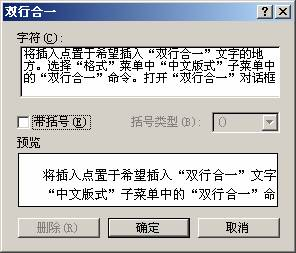 双行合一
字符(C):
将插入点置于希望插入“双行合一”文字的地
方。选择“格式”菜单中“中文版式”子菜单中
的“双行合一”命令。打开“双行合一”对话框
带括号(E) 括号类型(B): ()
预览
将插入点置于希望插入“双行合一”文字
“中文版式”子菜单中的“双行合一”命
删除(R) 确定 取消